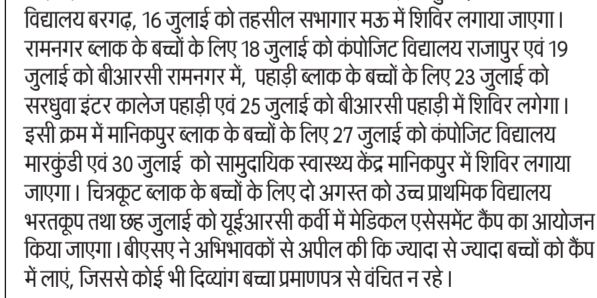 विद्यालय बरगढ़, 16 जुलाई को तहसील सभागार मऊ में शिविर लगाया जाएगा।
रामनगर ब्लाक के बच्चों के लिए 18 जुलाई को कंपोजिट विद्यालय राजापुर एवं 19
जुलाई को बीआरसी रामनगर में, पहाड़ी ब्लाक के बच्चों के लिए 23 जुलाई को
सरधुवा इंटर कालेज पहाड़ी एवं 25 जुलाई को बीआरसी पहाड़ी में शिविर लगेगा।
इसी क्रम में मानिकपुर ब्लाक के बच्चों के लिए 27 जुलाई को कंपोजिट विद्यालय
मारकुंडी एवं 30 जुलाई को सामुदायिक स्वास्थ्य केंद्र मानिकपुर में शिविर लगाया
जाएगा। चित्रकूट ब्लाक के बच्चों के लिए दो अगस्त को उच्च प्राथमिक विद्यालय
भरतकूप तथा छह जुलाई को यूईआरसी कर्वी में मेडिकल एसेसमेंट कैंप का आयोजन
किया जाएगा। बीएसए ने अभिभावकों से अपील की कि ज्यादा से ज्यादा बच्चों को कैंप
में लाएं, जिससे कोई भी दिव्यांग बच्चा प्रमाणपत्र से वंचित न रहे।